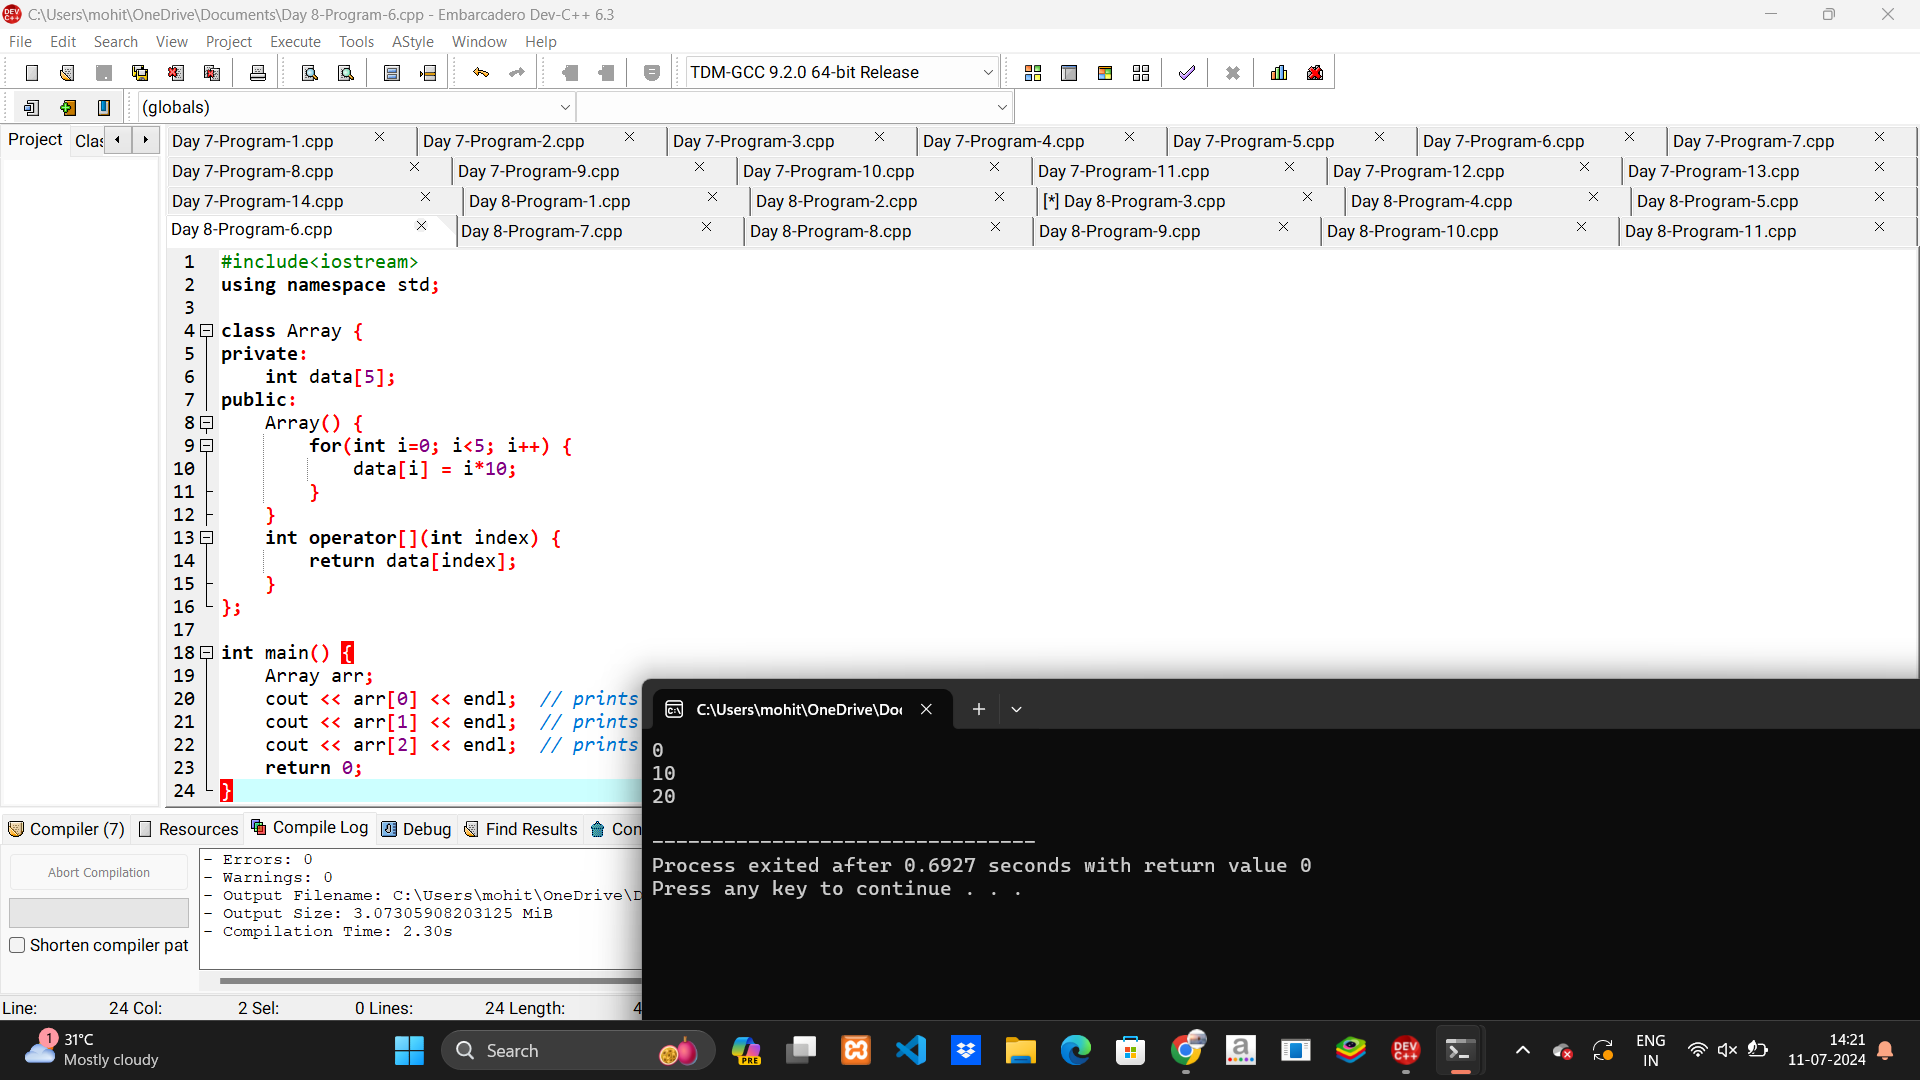 C:\Users\mohit\OneDrive\Documents\Day 8-Program-6.cpp - Embarcadero Dev-C++ 6.3
File Edit Search View Project Execute Tools AStyle Window Help
TDM-GCC 9.2.0 64-bit Release
(globals)
Project Clas Day 7-Program-1.cpp Day 7-Program-2.cpp Day 7-Program-3.cpp Day 7-Program-4.cpp Day 7-Program-5.cpp Day 7-Program-6.cpp Day 7-Program-7.cpp
Day 7-Program-8.cpp Day 7-Program-9.cpp Day 7-Program-10.cpp Day 7-Program-11.cpp Day 7-Program-12.cpp Day 7-Program-13.cpp
Day 7-Program-14.cpp Day 8-Program-1.cpp Day 8-Program-2.cpp [*] Day 8-Program-3.cpp Day 8-Program-4.cpp Day 8-Program-5.cpp
Day 8-Program-6.cpp Day 8-Program-7.cpp Day 8-Program-8.cpp Day 8-Program-9.cpp Day 8-Program-10.cpp Day 8-Program-11.cpp
1 #include<iostream>
2 using namespace std;
3
4 class Array {
5 private:
6     int data[5];
7 public:
8     Array() {
9         for(int i=0; i<5; i++) {
10             data[i] = i*10;
11         }
12     }
13     int operator[](int index) {
14         return data[index];
15     }
16 };
17
18 int main() {
19     Array arr;
20     cout << arr[0] << endl;  // prints
21     cout << arr[1] << endl;  // prints
22     cout << arr[2] << endl;  // prints
23     return 0;
24 }
C:\Users\mohit\OneDrive\Doc
0
10
20
--------------------------------
Process exited after 0.6927 seconds with return value 0
Press any key to continue . . .
Compiler (7) Resources Compile Log Debug Find Results Con
Abort Compilation
Shorten compiler pat
- Errors: 0
- Warnings: 0
- Output Filename: C:\Users\mohit\OneDrive\D
- Output Size: 3.07305908203125 MiB
- Compilation Time: 2.30s
Line: 24 Col: 2 Sel: 0 Lines: 24 Length: 4
1 31°C
Mostly cloudy
Search
PRE
DEV C++
ENG
IN
14:21
11-07-2024